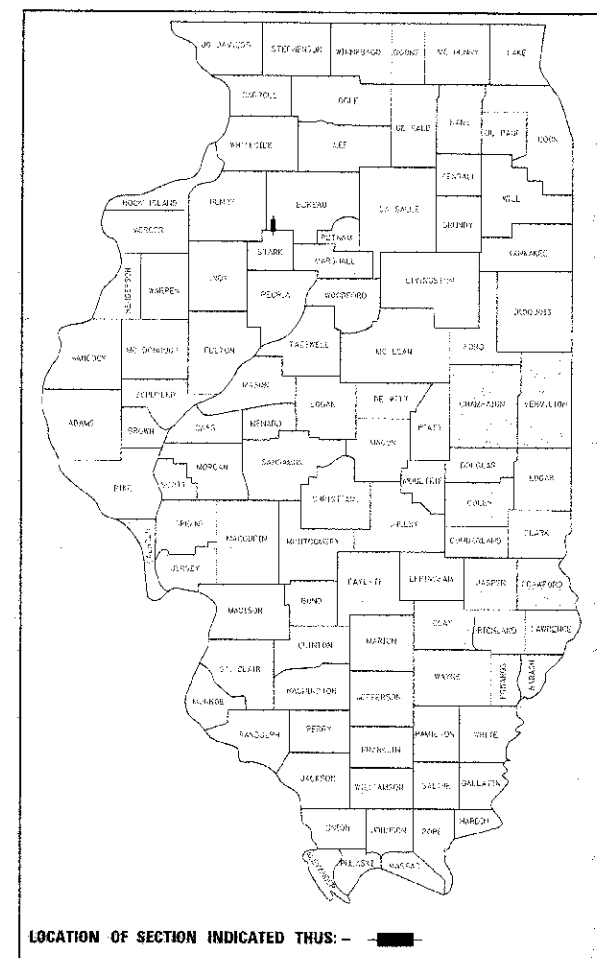 JO DAVIESS STEPHENSON WINNEBAGO BOONE MC HENRY LAKE
CARROLL OGLE
DE KALB KANE DU PAGE COOK
WHITESIDE LEE
KENDALL WILL
ROCK ISLAND HENRY BUREAU LA SALLE
MERCER PUTNAM GRUNDY
STARK MARSHALL KANKAKEE
HENDERSON WARREN KNOX LIVINGSTON
PEORIA WOODFORD IROQUOIS
HANCOCK MC DONOUGH FULTON TAZEWELL MC LEAN FORD
MASON
SCHUYLER LOGAN DE WITT CHAMPAIGN VERMILION
ADAMS BROWN CASS MENARD PIATT
MACON
MORGAN SANGAMON DOUGLAS EDGAR
PIKE SCOTT CHRISTIAN MOULTRIE
COLES
SHELBY
GREENE MACOUPIN MONTGOMERY CUMBERLAND CLARK
CALHOUN JERSEY
FAYETTE EFFINGHAM JASPER CRAWFORD
MADISON BOND
CLAY RICHLAND LAWRENCE
CLINTON MARION
ST. CLAIR WAYNE EDWARDS WABASH
WASHINGTON JEFFERSON
MONROE
RANDOLPH PERRY HAMILTON WHITE
FRANKLIN
JACKSON WILLIAMSON SALINE GALLATIN
UNION JOHNSON POPE HARDIN
ALEXANDER PULASKI MASSAC
LOCATION OF SECTION INDICATED THUS: -